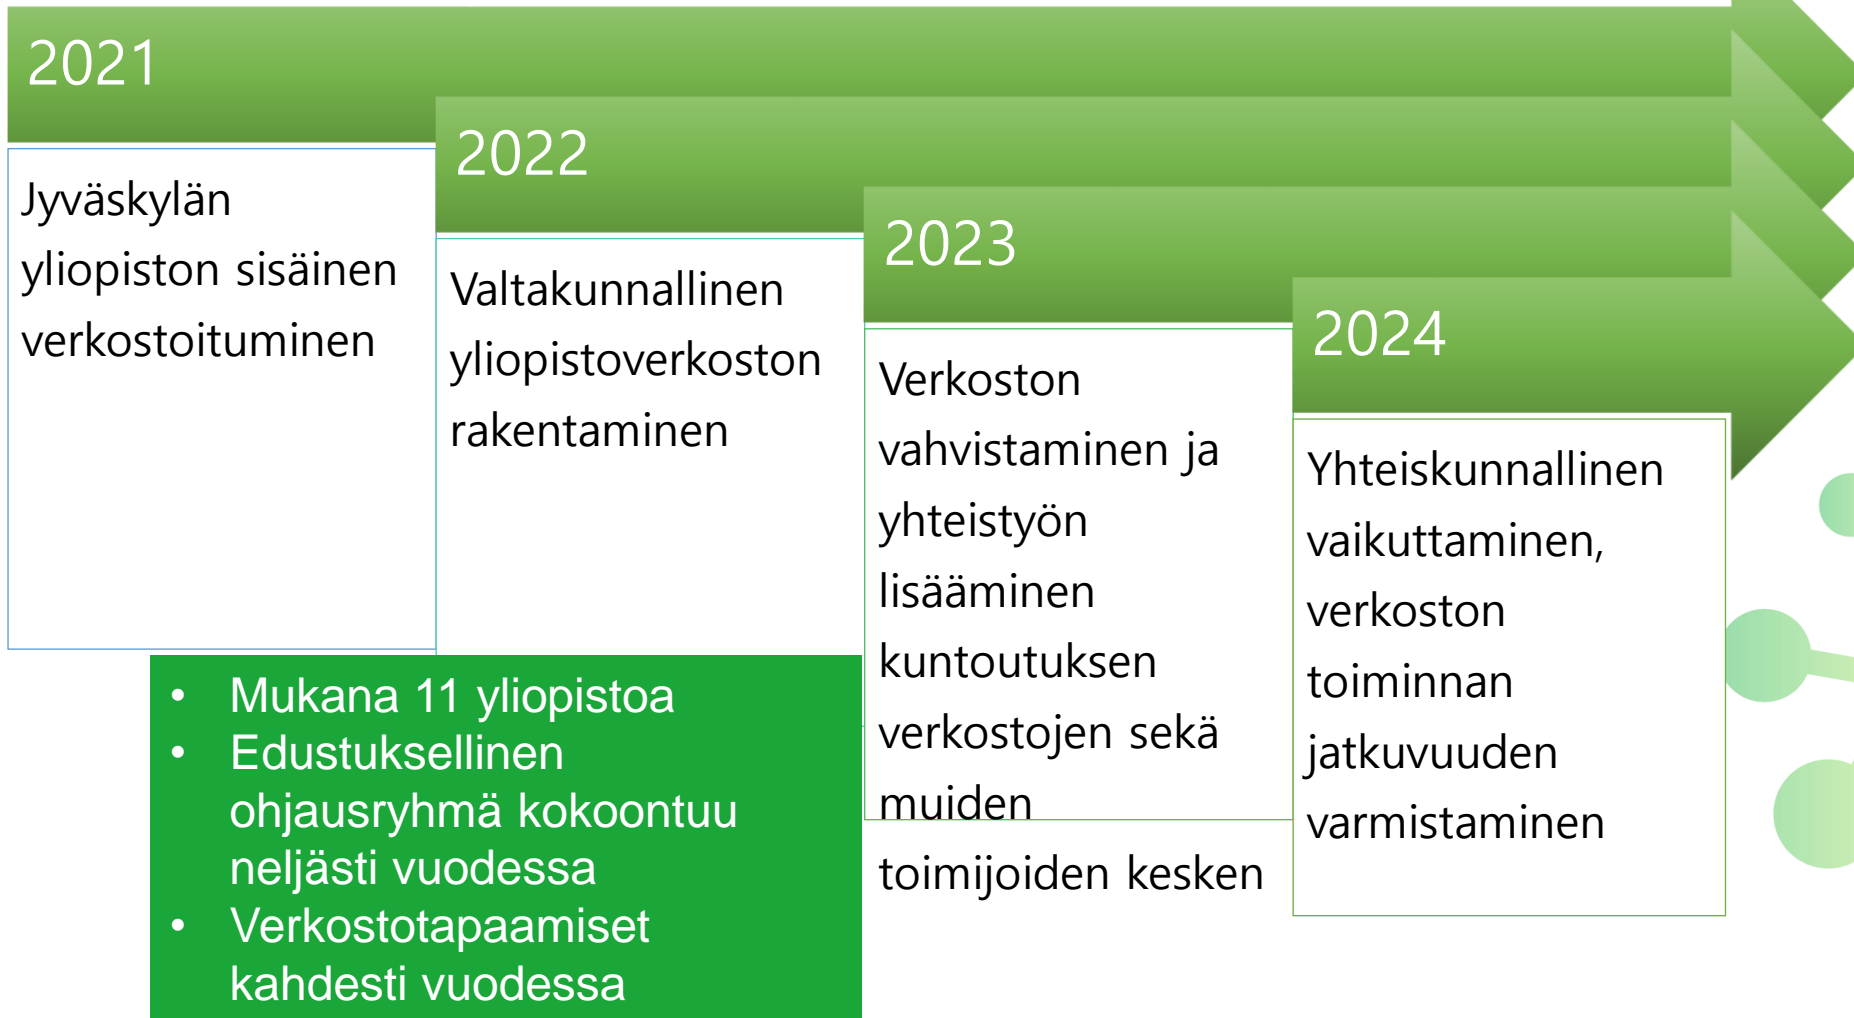 2021
Jyväskylän
yliopiston sisäinen
verkostoituminen
2022
Valtakunnallinen
yliopistoverkoston
rakentaminen
2023
Verkoston
vahvistaminen ja
yhteistyön
lisääminen
kuntoutuksen
verkostojen sekä
muiden
toimijoiden kesken
2024
Yhteiskunnallinen
vaikuttaminen,
verkoston
toiminnan
jatkuvuuden
varmistaminen
• Mukana 11 yliopistoa
• Edustuksellinen
ohjausryhmä kokoontuu
neljästi vuodessa
• Verkostotapaamiset
kahdesti vuodessa